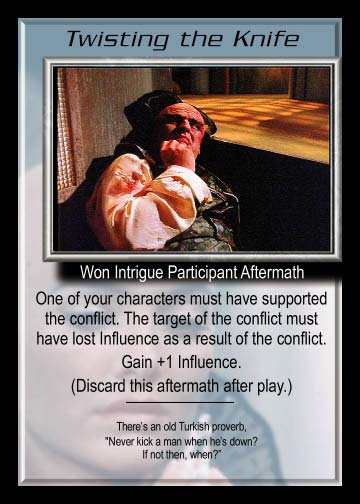 Twisting the Knife
Won Intrigue Participant Aftermath
One of your characters must have supported
the conflict. The target of the conflict must
have lost Influence as a result of the conflict.
Gain +1 Influence.
(Discard this aftermath after play.)
There's an old Turkish proverb,
"Never kick a man when he's down?
If not then, when?"